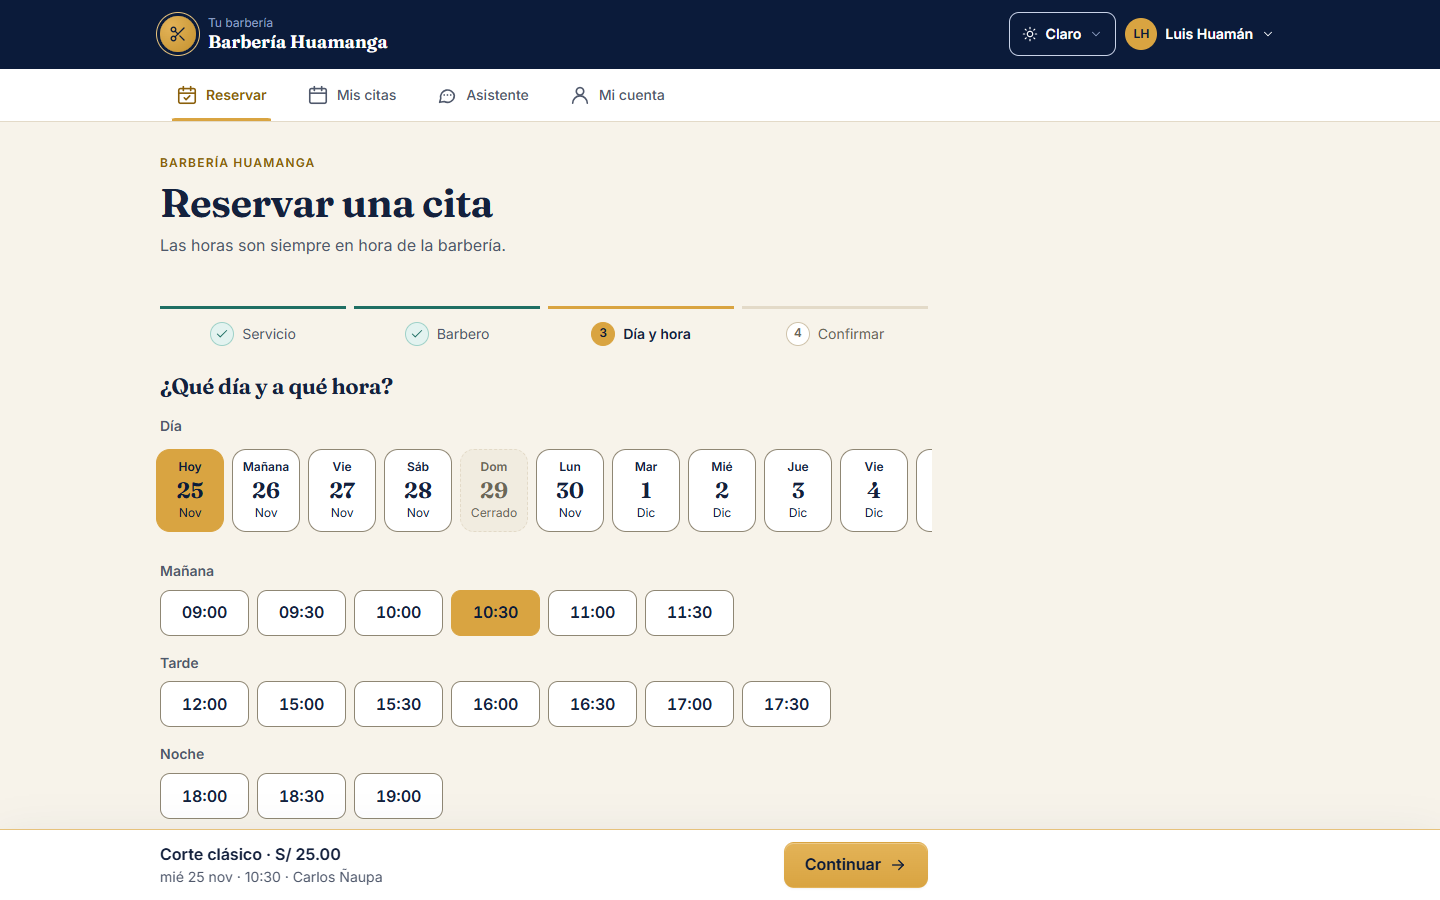 Tu barbería
Barbería Huamanga
Claro
LH
Luis Huamán
Reservar
Mis citas
Asistente
Mi cuenta
BARBERÍA HUAMANGA
Reservar una cita
Las horas son siempre en hora de la barbería.
Servicio
Barbero
3 Día y hora
4 Confirmar
¿Qué día y a qué hora?
Día
Hoy 25 Nov
Mañana 26 Nov
Vie 27 Nov
Sáb 28 Nov
Dom 29 Cerrado
Lun 30 Nov
Mar 1 Dic
Mié 2 Dic
Jue 3 Dic
Vie 4 Dic
Mañana
09:00 09:30 10:00 10:30 11:00 11:30
Tarde
12:00 15:00 15:30 16:00 16:30 17:00 17:30
Noche
18:00 18:30 19:00
Corte clásico · S/ 25.00
mié 25 nov · 10:30 · Carlos Ñaupa
Continuar